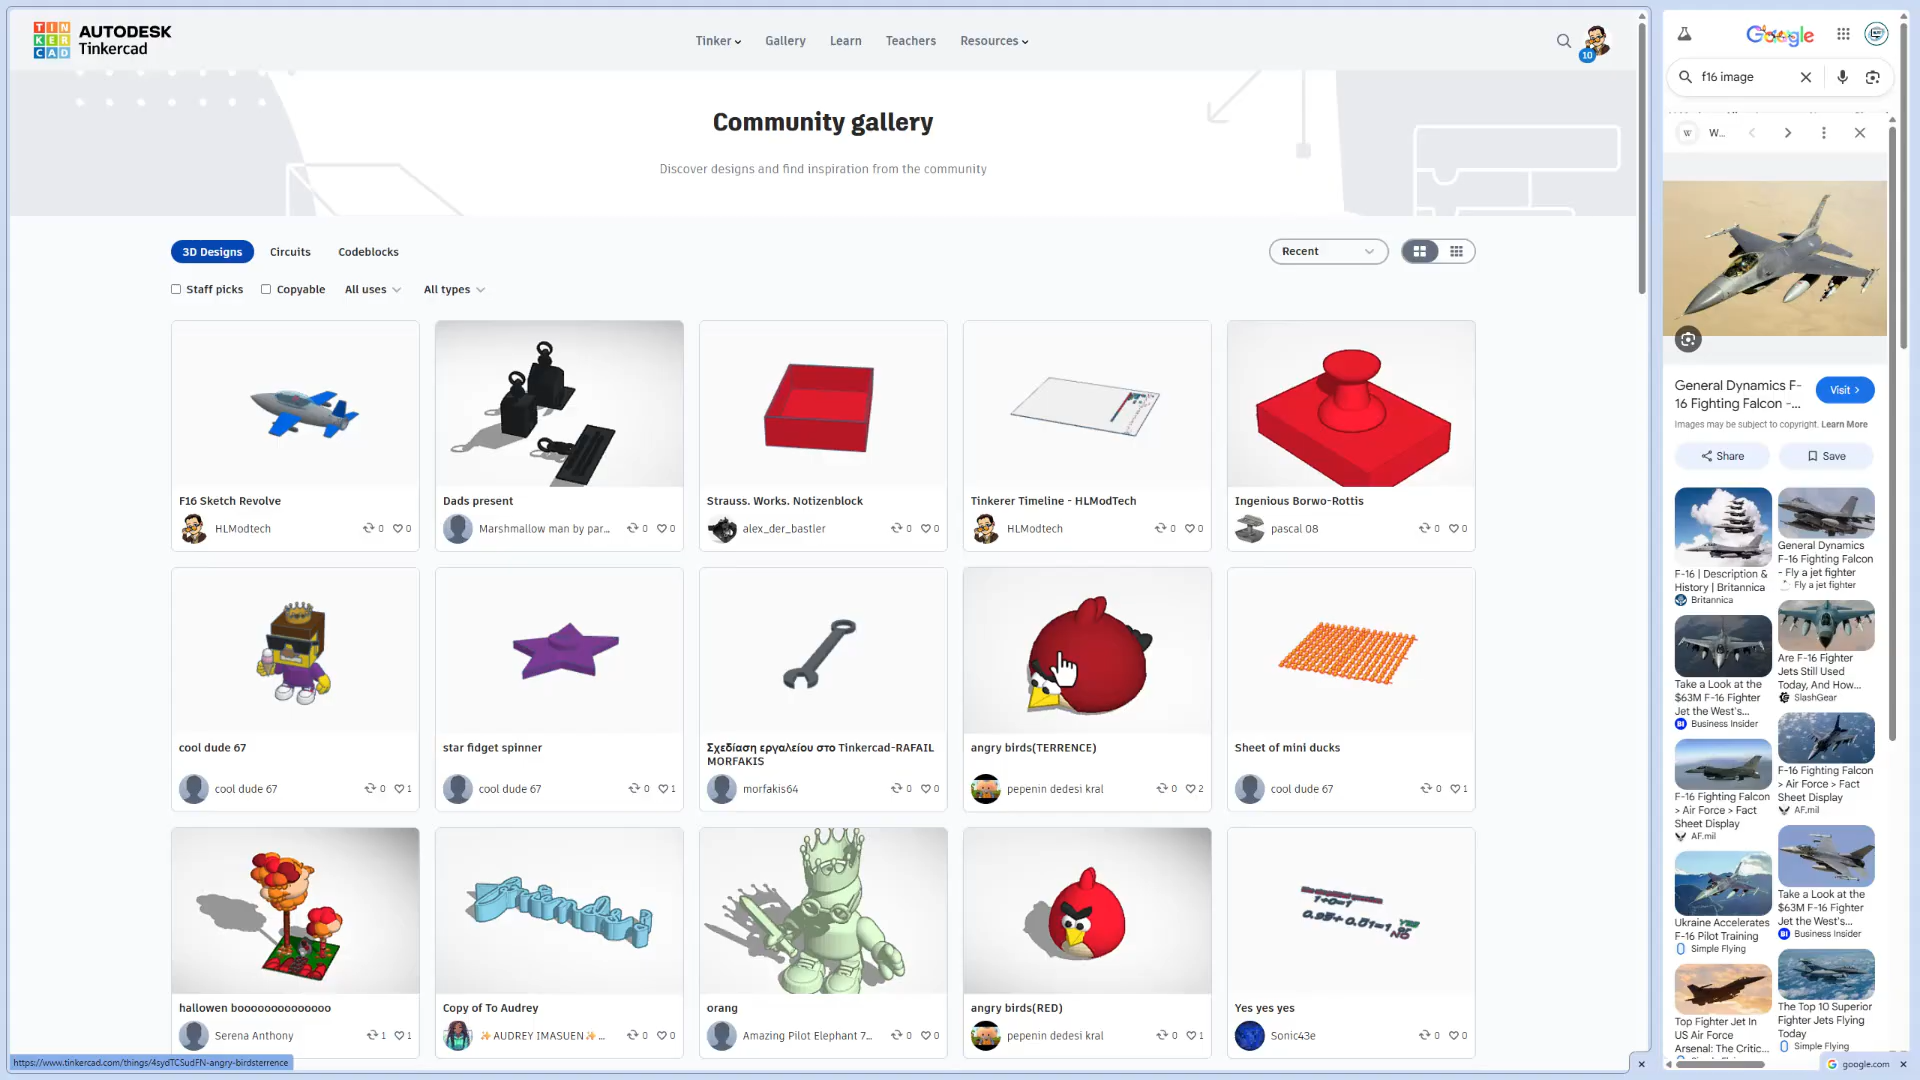 TINKERCAD
AUTODESK
Tinkercad
Tinker
Gallery
Learn
Teachers
Resources
10
Community gallery
Discover designs and find inspiration from the community
3D Designs
Circuits
Codeblocks
Recent
Staff picks
Copyable
All uses
All types
F16 Sketch Revolve
HLModtech
0
0
Dads present
Marshmallow man by par...
0
0
Strauss. Works. Notizenblock
alex_der_bastler
0
0
Tinkerer Timeline - HLModTech
HLModtech
0
0
Ingenious Borwo-Rottis
pascal 08
0
0
cool dude 67
cool dude 67
0
1
star fidget spinner
cool dude 67
0
1
Σχεδίαση εργαλείου στο Tinkercad-RAFAIL
MORFAKIS
morfakis64
0
0
angry birds(TERRENCE)
pepenin dedesi kral
0
2
Sheet of mini ducks
cool dude 67
0
1
hallowen boooooooooooooo
Serena Anthony
1
1
Copy of To Audrey
✨AUDREY IMASUEN✨ ...
0
0
orang
Amazing Pilot Elephant 7...
0
0
angry birds(RED)
pepenin dedesi kral
0
1
1+0=1
YES
or
NO
Yes yes yes
Sonic43e
0
0
https://www.tinkercad.com/things/4sydTCSudFN-angry-birdsterrence
Google
f16 image
W
W...
General Dynamics F-
16 Fighting Falcon -...
Visit >
Images may be subject to copyright. Learn More
Share
Save
F-16 | Description &
History | Britannica
Britannica
General Dynamics
F-16 Fighting Falcon
- Fly a jet fighter
Fly a jet fighter
Take a Look at the
$63M F-16 Fighter
Jet the West's...
Business Insider
Are F-16 Fighter
Jets Still Used
Today, And How...
SlashGear
F-16 Fighting Falcon
> Air Force > Fact
Sheet Display
AF.mil
F-16 Fighting Falcon
> Air Force > Fact
Sheet Display
AF.mil
Ukraine Accelerates
F-16 Pilot Training
Simple Flying
Take a Look at the
$63M F-16 Fighter
Jet the West's...
Business Insider
Top Fighter Jet In
US Air Force
Arsenal: The Critic...
The Top 10 Superior
Fighter Jets Flying
Today
Simple Flying
google.com